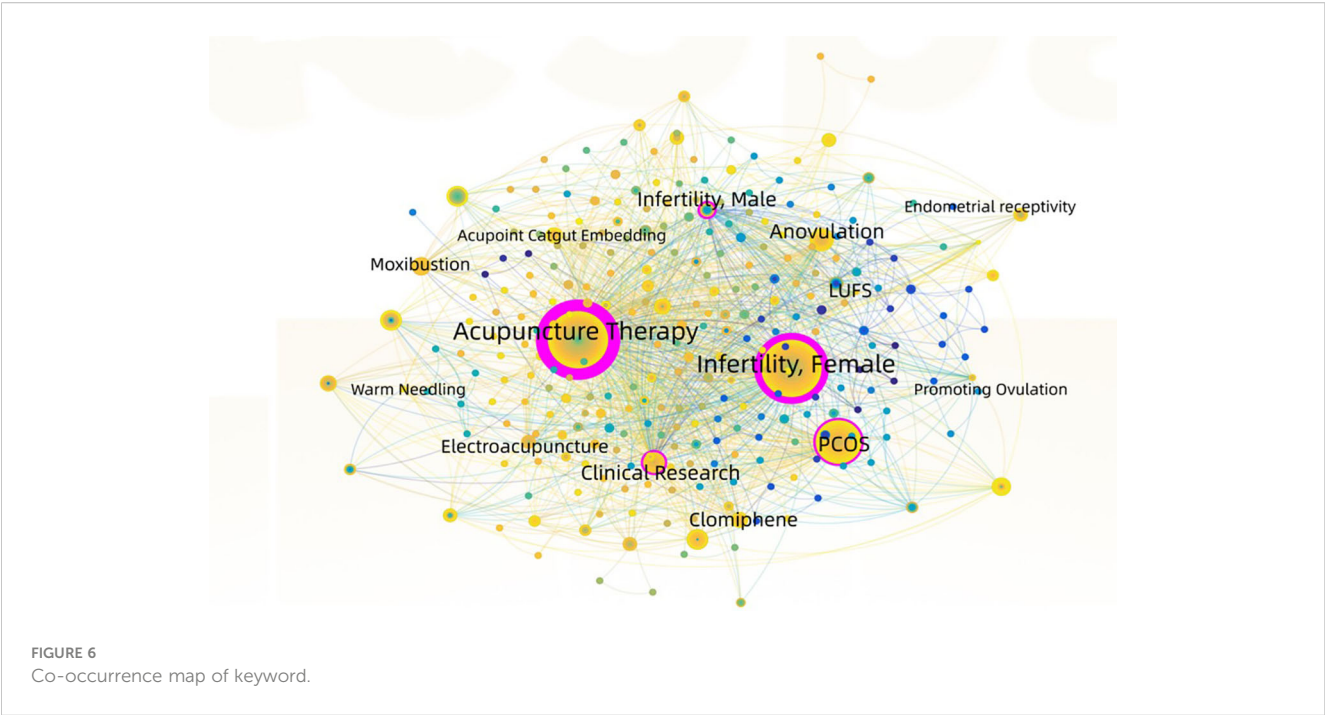 Infertility, Male
Endometrial receptivity
Acupoint Catgut Embedding
Anovulation
Moxibustion
LUFS
Acupuncture Therapy
Infertility, Female
Warm Needling
Promoting Ovulation
Electroacupuncture
PCOS
Clinical Research
Clomiphene
FIGURE 6
Co-occurrence map of keyword.